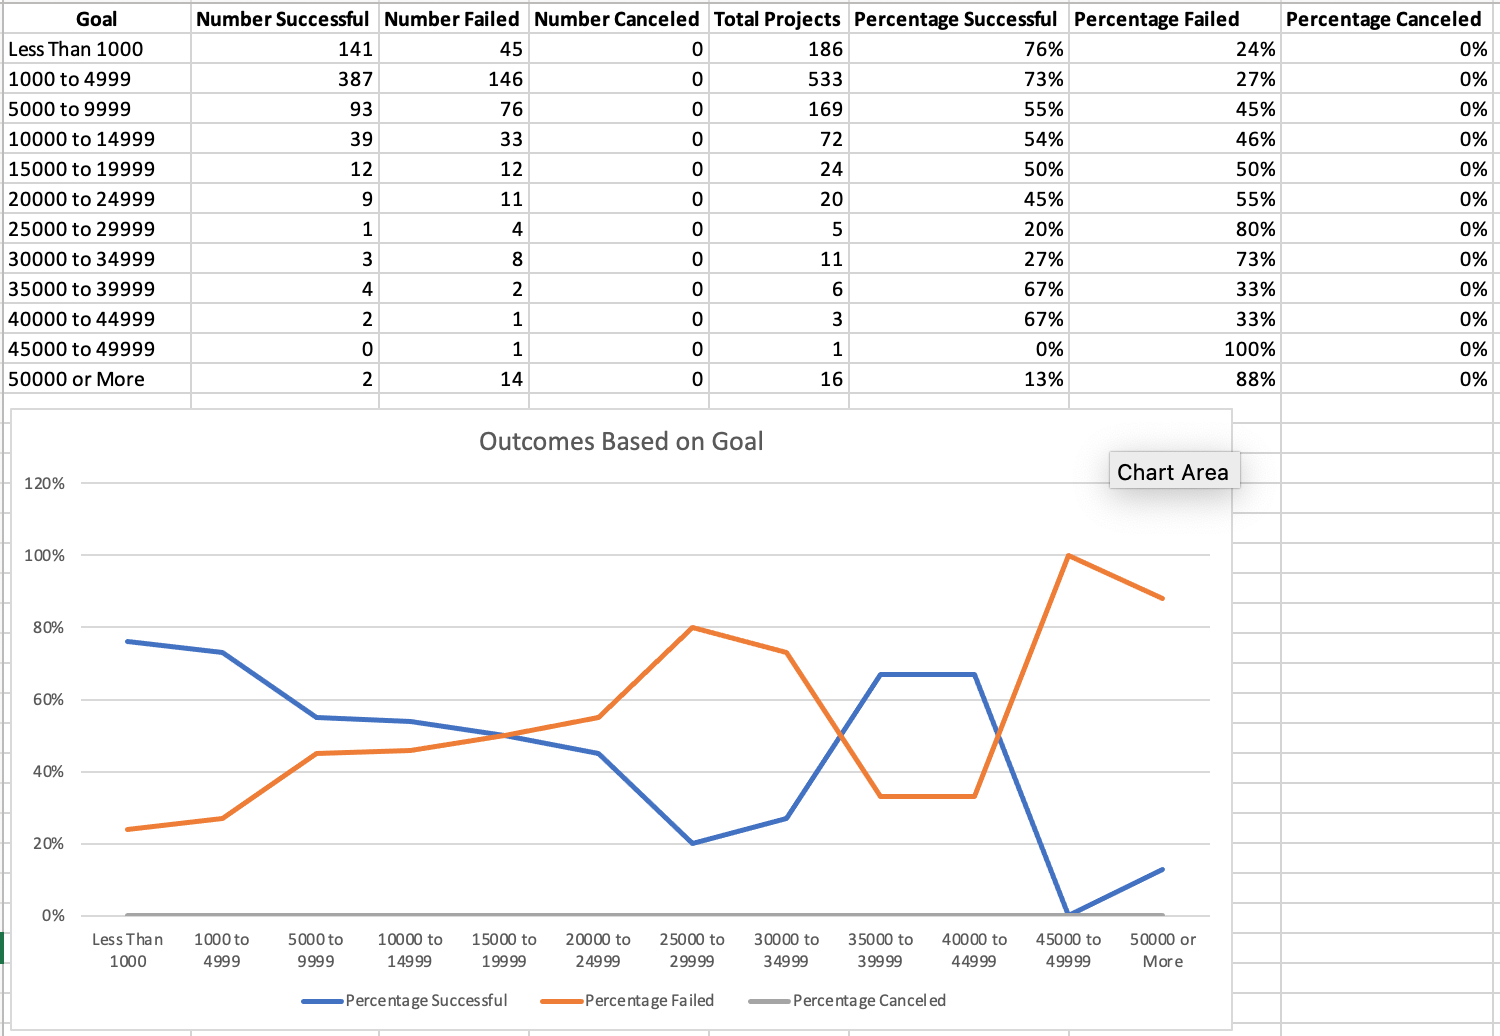 Goal Number Successful Number Failed Number Canceled Total Projects Percentage Successful Percentage Failed Percentage Canceled
Less Than 1000 141 45 0 186 76% 24% 0%
1000 to 4999 387 146 0 533 73% 27% 0%
5000 to 9999 93 76 0 169 55% 45% 0%
10000 to 14999 39 33 0 72 54% 46% 0%
15000 to 19999 12 12 0 24 50% 50% 0%
20000 to 24999 9 11 0 20 45% 55% 0%
25000 to 29999 1 4 0 5 20% 80% 0%
30000 to 34999 3 8 0 11 27% 73% 0%
35000 to 39999 4 2 0 6 67% 33% 0%
40000 to 44999 2 1 0 3 67% 33% 0%
45000 to 49999 0 1 0 1 0% 100% 0%
50000 or More 2 14 0 16 13% 88% 0%
Outcomes Based on Goal
Chart Area
120%
100%
80%
60%
40%
20%
0%
Less Than 1000 to 5000 to 10000 to 15000 to 20000 to 25000 to 30000 to 35000 to 40000 to 45000 to 50000 or
1000 4999 9999 14999 19999 24999 29999 34999 39999 44999 49999 More
Percentage Successful Percentage Failed Percentage Canceled